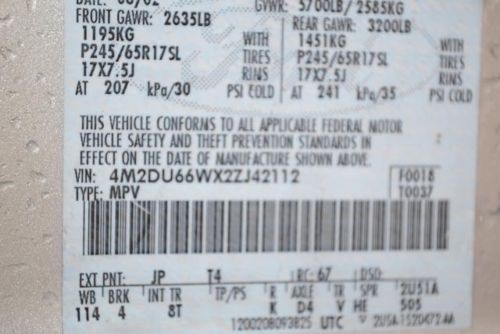 GVWR: 5700LB/ 2585KG
FRONT GAWR: 2635LB REAR GAWR: 3200LB
1195KG WITH 1451KG WITH
P245/65R17SL TIRES P245/65R17SL TIRES
17X7.5J RIMS 17X7.5J RIMS
AT 207 kPa/30 PSI COLD AT 241 kPa/35 PSI COLD
THIS VEHICLE CONFORMS TO ALL APPLICABLE FEDERAL MOTOR
VEHICLE SAFETY AND THEFT PREVENTION STANDARDS IN
EFFECT ON THE DATE OF MANUFACTURE SHOWN ABOVE.
VIN: 4M2DU66WX2ZJ42112 F0018
TYPE: MPV T0037
EXT PNT: JP T4 RC: 67 DSO:
WB BRK INT TR TP/PS R AXLE TR SPR 2U51A
114 4 8T K D4 V HE 505
1200208093825 UTC